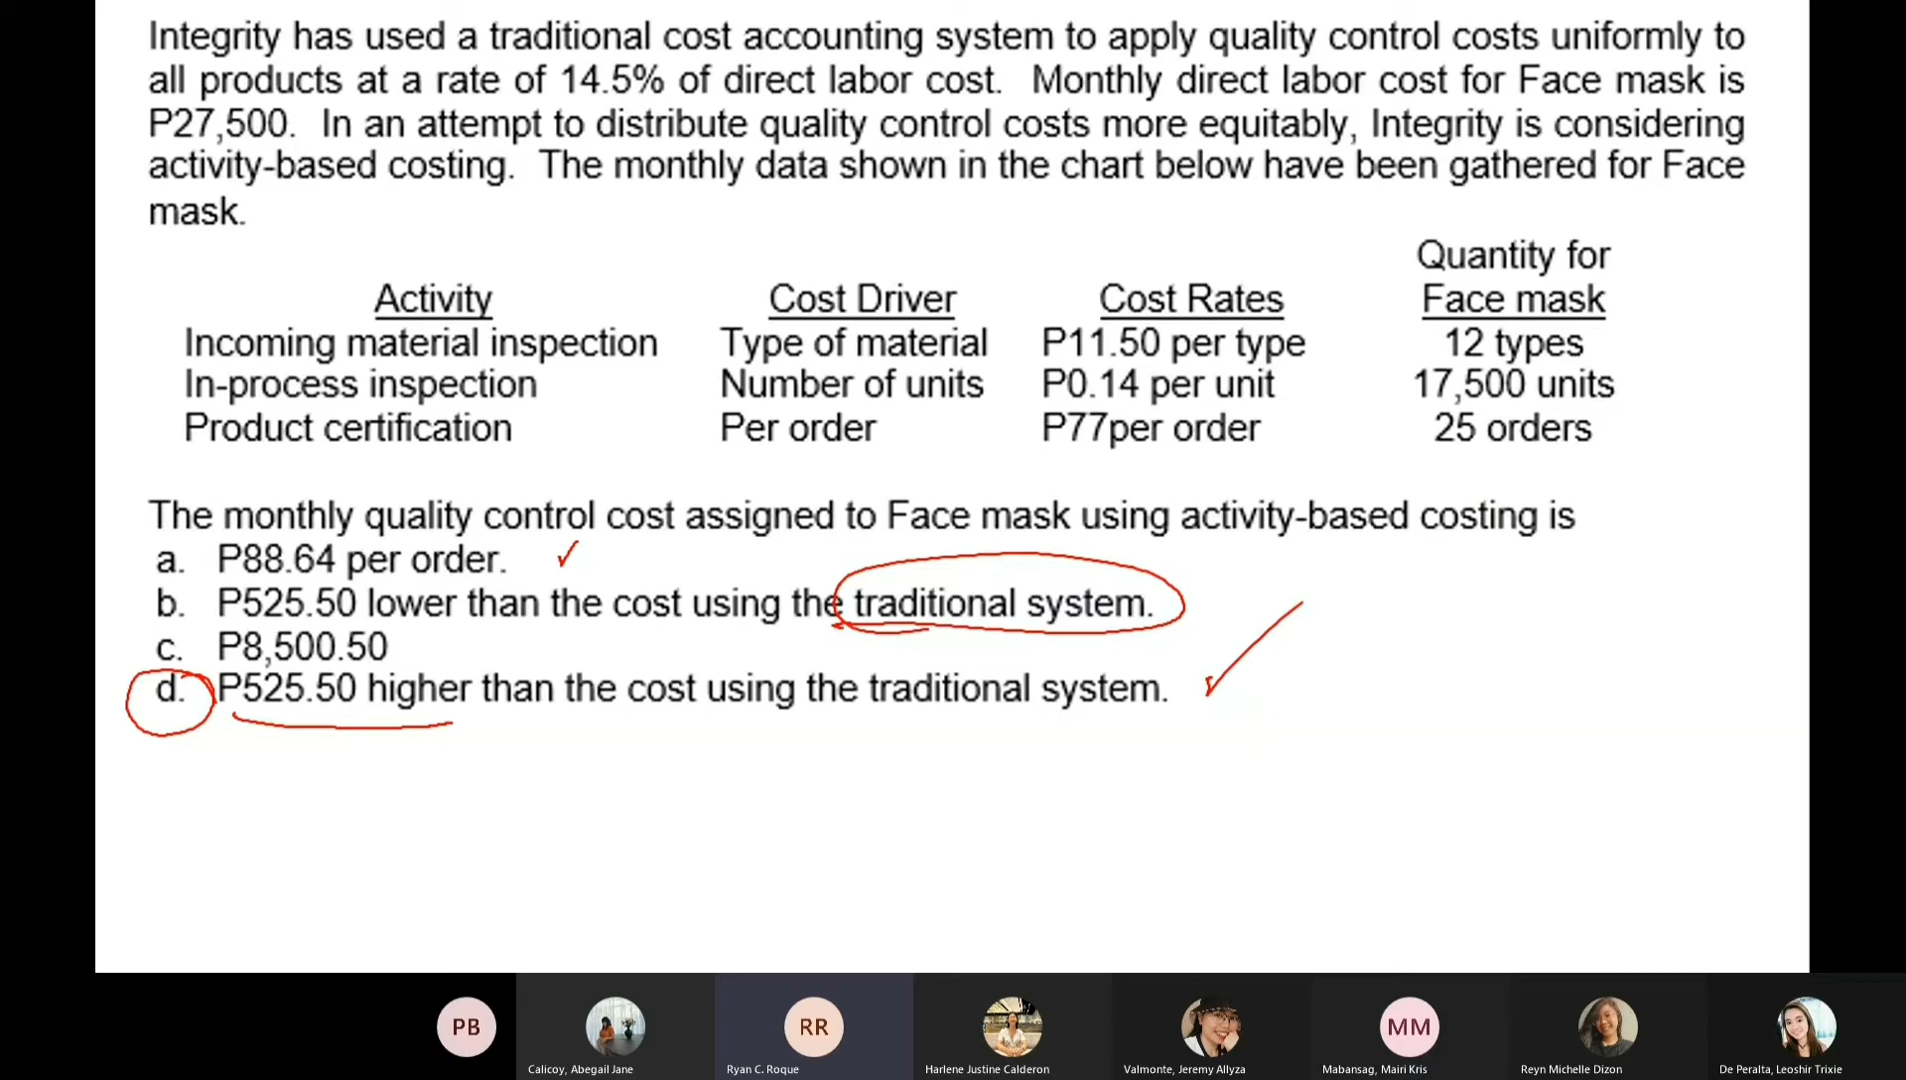 Integrity has used a traditional cost accounting system to apply quality control costs uniformly to
all products at a rate of 14.5% of direct labor cost. Monthly direct labor cost for Face mask is
P27,500. In an attempt to distribute quality control costs more equitably, Integrity is considering
activity-based costing. The monthly data shown in the chart below have been gathered for Face
mask.
Quantity for
Activity Cost Driver Cost Rates Face mask
Incoming material inspection Type of material P11.50 per type 12 types
In-process inspection Number of units P0.14 per unit 17,500 units
Product certification Per order P77per order 25 orders
The monthly quality control cost assigned to Face mask using activity-based costing is
a. P88.64 per order.
b. P525.50 lower than the cost using the traditional system.
c. P8,500.50
d. P525.50 higher than the cost using the traditional system.
PB RR MM
Calicoy, Abegail Jane Ryan C. Roque Harlene Justine Calderon Valmonte, Jeremy Allyza Mabansag, Mairi Kris Reyn Michelle Dizon De Peralta, Leoshir Trixie